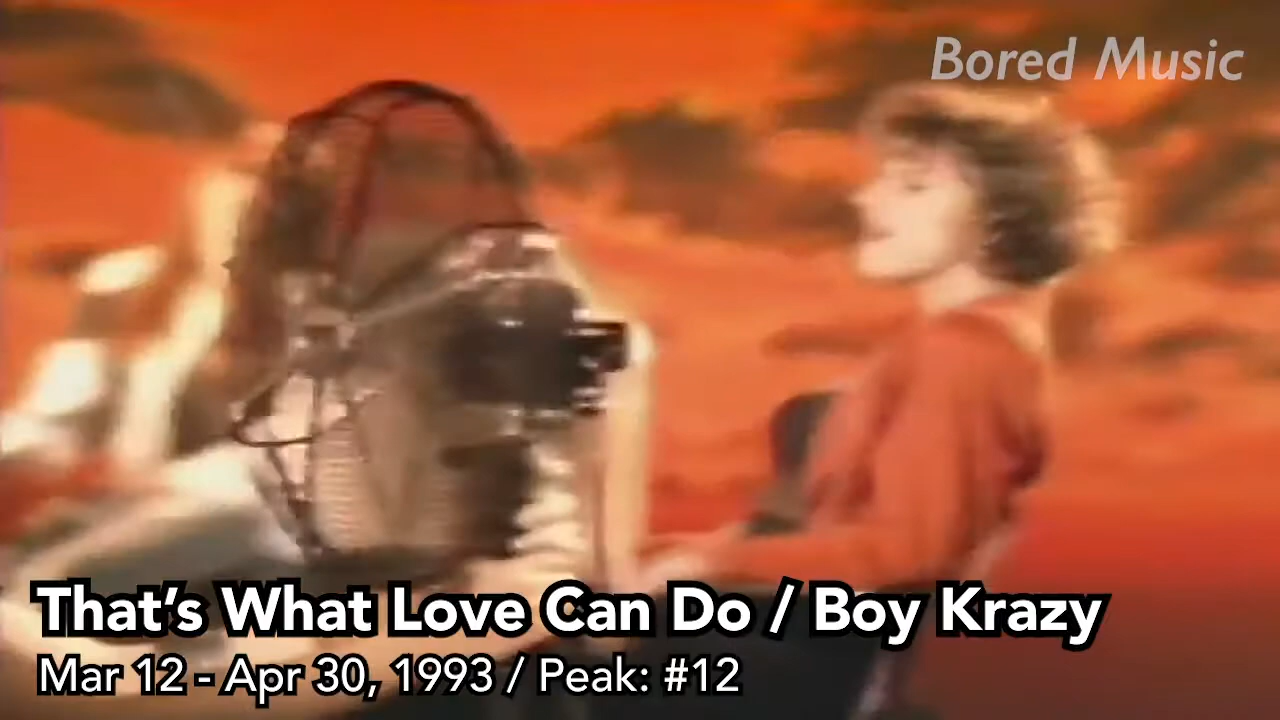 Bored Music
That's What Love Can Do / Boy Krazy
Mar 12 - Apr 30, 1993 / Peak: #12